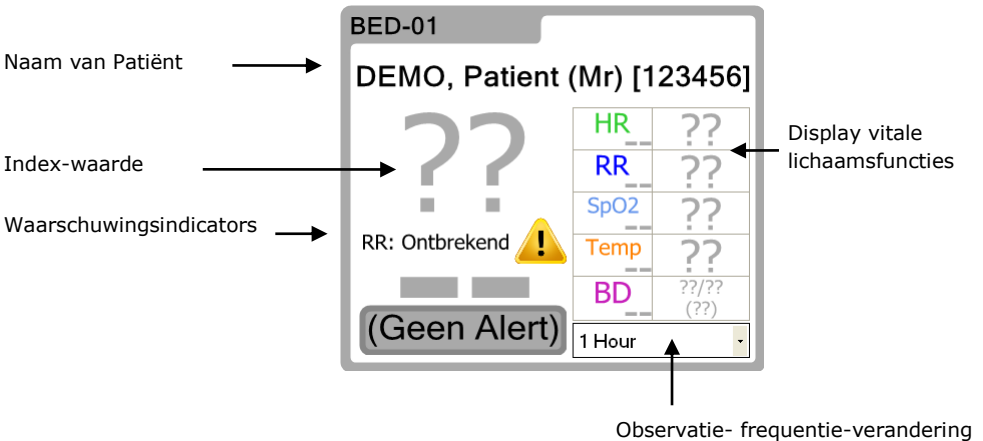 BED-01
Naam van Patiënt
DEMO, Patient (Mr) [123456]
Index-waarde
??
Waarschuwingsindicators
RR: Ontbrekend
!
-- --
(Geen Alert)
HR -- ??
RR -- ??
SpO2 -- ??
Temp -- ??
BD -- ??/??
(??)
1 Hour
Display vitale
lichaamsfuncties
Observatie- frequentie-verandering